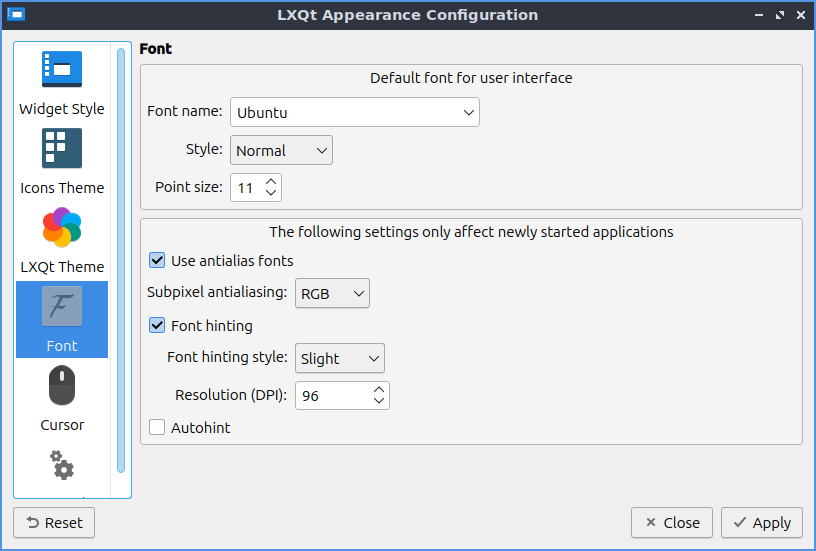 LXQt Appearance Configuration
Widget Style
Icons Theme
LXQt Theme
Font
Cursor
Font
Default font for user interface
Font name: Ubuntu
Style: Normal
Point size: 11
The following settings only affect newly started applications
Use antialias fonts
Subpixel antialiasing: RGB
Font hinting
Font hinting style: Slight
Resolution (DPI): 96
Autohint
Reset
Close
Apply